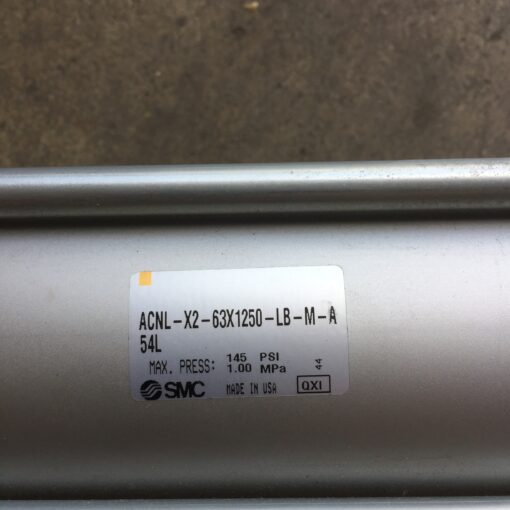 ACNL-X2-63X1250-LB-M-A
54L
MAX. PRESS: 145 PSI
1.00 MPa
44
SMC MADE IN USA QXI